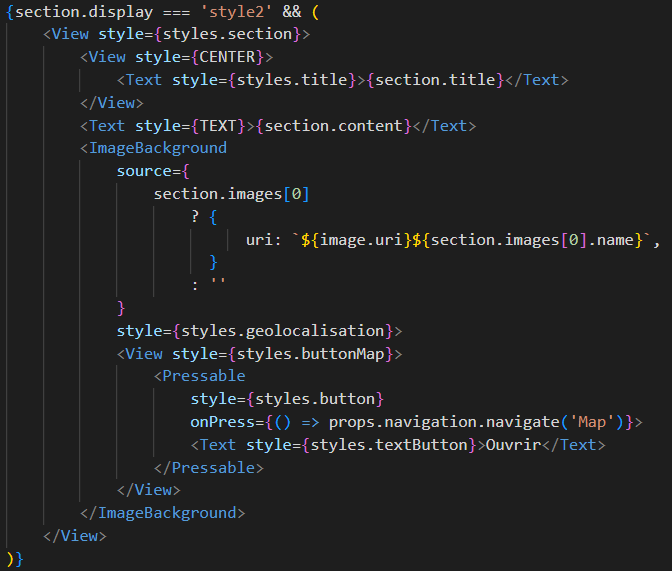 {section.display === 'style2' && (
<View style={styles.section}>
<View style={CENTER}>
<Text style={styles.title}>{section.title}</Text>
</View>
<Text style={TEXT}>{section.content}</Text>
<ImageBackground
source={
section.images[0]
? {
uri: `${image.uri}${section.images[0].name}`,
}
: ''
}
style={styles.geolocalisation}>
<View style={styles.buttonMap}>
<Pressable
style={styles.button}
onPress={() => props.navigation.navigate('Map')}>
<Text style={styles.textButton}>Ouvrir</Text>
</Pressable>
</View>
</ImageBackground>
</View>
)}